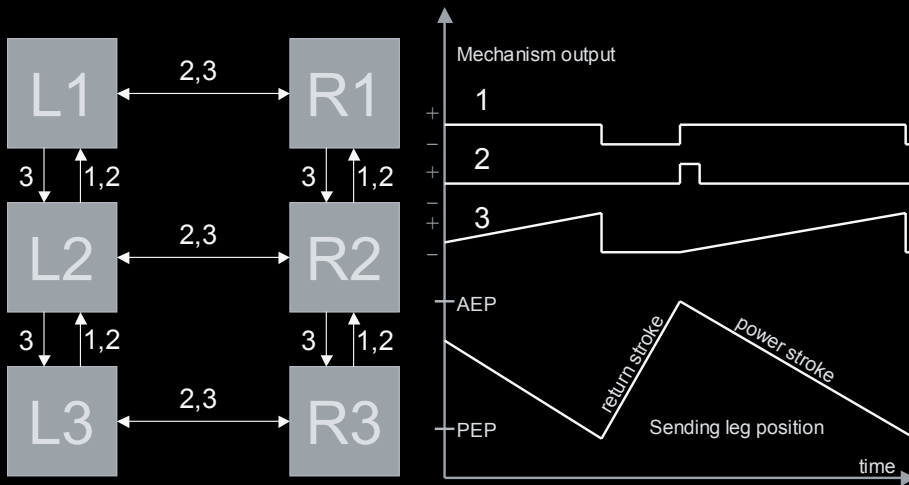 L1
2,3
R1
3
1,2
3
1,2
L2
2,3
R2
3
1,2
3
1,2
L3
2,3
R3
Mechanism output
+
1
−
+
2
−
+
3
−
AEP
return stroke
power stroke
PEP
Sending leg position
time